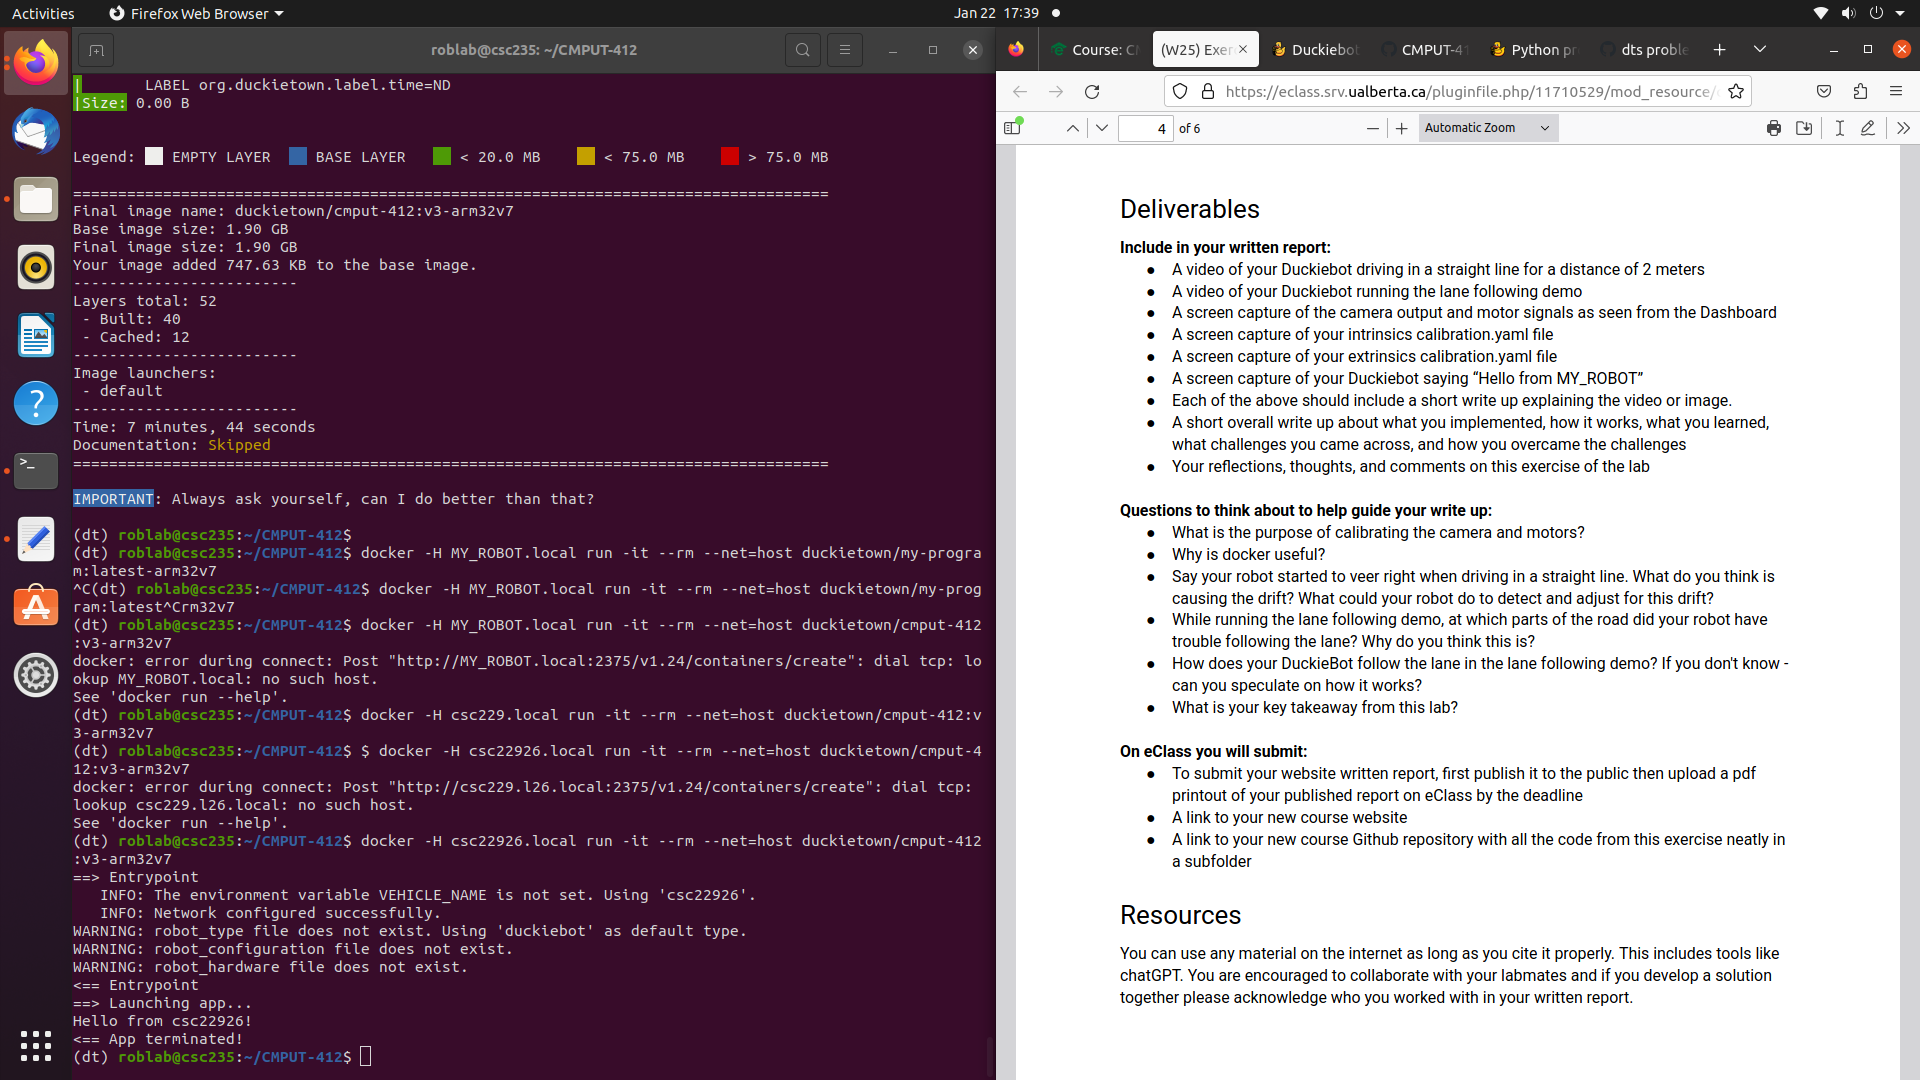 Activities
Firefox Web Browser
Jan 22 17:39
roblab@csc235: ~/CMPUT-412
| LABEL org.duckietown.label.time=ND
|Size: 0.00 B
Legend: EMPTY LAYER BASE LAYER < 20.0 MB < 75.0 MB > 75.0 MB
====================================================================================
Final image name: duckietown/cmput-412:v3-arm32v7
Base image size: 1.90 GB
Final image size: 1.90 GB
Your image added 747.63 KB to the base image.
-------------------------
Layers total: 52
- Built: 40
- Cached: 12
-------------------------
Image launchers:
- default
-------------------------
Time: 7 minutes, 44 seconds
Documentation: Skipped
====================================================================================
IMPORTANT: Always ask yourself, can I do better than that?
(dt) roblab@csc235:~/CMPUT-412$
(dt) roblab@csc235:~/CMPUT-412$ docker -H MY_ROBOT.local run -it --rm --net=host duckietown/my-progra
m:latest-arm32v7
^C(dt) roblab@csc235:~/CMPUT-412$ docker -H MY_ROBOT.local run -it --rm --net=host duckietown/my-prog
ram:latest^Crm32v7
(dt) roblab@csc235:~/CMPUT-412$ docker -H MY_ROBOT.local run -it --rm --net=host duckietown/cmput-412
:v3-arm32v7
docker: error during connect: Post "http://MY_ROBOT.local:2375/v1.24/containers/create": dial tcp: lo
okup MY_ROBOT.local: no such host.
See 'docker run --help'.
(dt) roblab@csc235:~/CMPUT-412$ docker -H csc229.local run -it --rm --net=host duckietown/cmput-412:v
3-arm32v7
(dt) roblab@csc235:~/CMPUT-412$ $ docker -H csc22926.local run -it --rm --net=host duckietown/cmput-4
12:v3-arm32v7
docker: error during connect: Post "http://csc229.l26.local:2375/v1.24/containers/create": dial tcp:
lookup csc229.l26.local: no such host.
See 'docker run --help'.
(dt) roblab@csc235:~/CMPUT-412$ docker -H csc22926.local run -it --rm --net=host duckietown/cmput-412
:v3-arm32v7
==> Entrypoint
INFO: The environment variable VEHICLE_NAME is not set. Using 'csc22926'.
INFO: Network configured successfully.
WARNING: robot_type file does not exist. Using 'duckiebot' as default type.
WARNING: robot_configuration file does not exist.
WARNING: robot_hardware file does not exist.
<== Entrypoint
==> Launching app...
Hello from csc22926!
<== App terminated!
(dt) roblab@csc235:~/CMPUT-412$
Course: CM
(W25) Exer
Duckiebot
CMPUT-41
Python pr
dts proble
https://eclass.srv.ualberta.ca/pluginfile.php/11710529/mod_resource/
4 of 6
Automatic Zoom
Deliverables
Include in your written report:
● A video of your Duckiebot driving in a straight line for a distance of 2 meters
● A video of your Duckiebot running the lane following demo
● A screen capture of the camera output and motor signals as seen from the Dashboard
● A screen capture of your intrinsics calibration.yaml file
● A screen capture of your extrinsics calibration.yaml file
● A screen capture of your Duckiebot saying “Hello from MY_ROBOT”
● Each of the above should include a short write up explaining the video or image.
● A short overall write up about what you implemented, how it works, what you learned,
what challenges you came across, and how you overcame the challenges
● Your reflections, thoughts, and comments on this exercise of the lab
Questions to think about to help guide your write up:
● What is the purpose of calibrating the camera and motors?
● Why is docker useful?
● Say your robot started to veer right when driving in a straight line. What do you think is
causing the drift? What could your robot do to detect and adjust for this drift?
● While running the lane following demo, at which parts of the road did your robot have
trouble following the lane? Why do you think this is?
● How does your DuckieBot follow the lane in the lane following demo? If you don't know -
can you speculate on how it works?
● What is your key takeaway from this lab?
On eClass you will submit:
● To submit your website written report, first publish it to the public then upload a pdf
printout of your published report on eClass by the deadline
● A link to your new course website
● A link to your new course Github repository with all the code from this exercise neatly in
a subfolder
Resources
You can use any material on the internet as long as you cite it properly. This includes tools like
chatGPT. You are encouraged to collaborate with your labmates and if you develop a solution
together please acknowledge who you worked with in your written report.